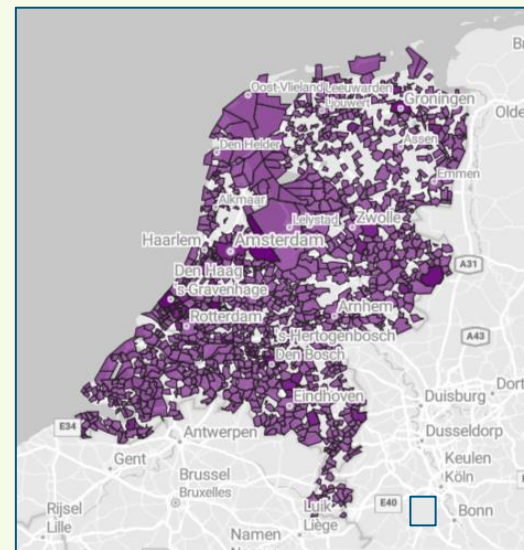 Br
Oost-Vlieland
Leeuwarden
Ljouwert
Groningen
Olde
Den Helder
Assen
Emmen
Alkmaar
Lelystad
Zwolle
Haarlem
Amsterdam
A31
Den Haag
's-Gravenhage
Arnhem
Rotterdam
's-Hertogenbosch
Den Bosch
A43
Eindhoven
Duisburg
Dort
E34
Antwerpen
Dusseldorp
Gent
Brussel
Bruxelles
Keulen
Köln
Rijsel
Lille
Luik
Liège
E40
Bonn
Namen